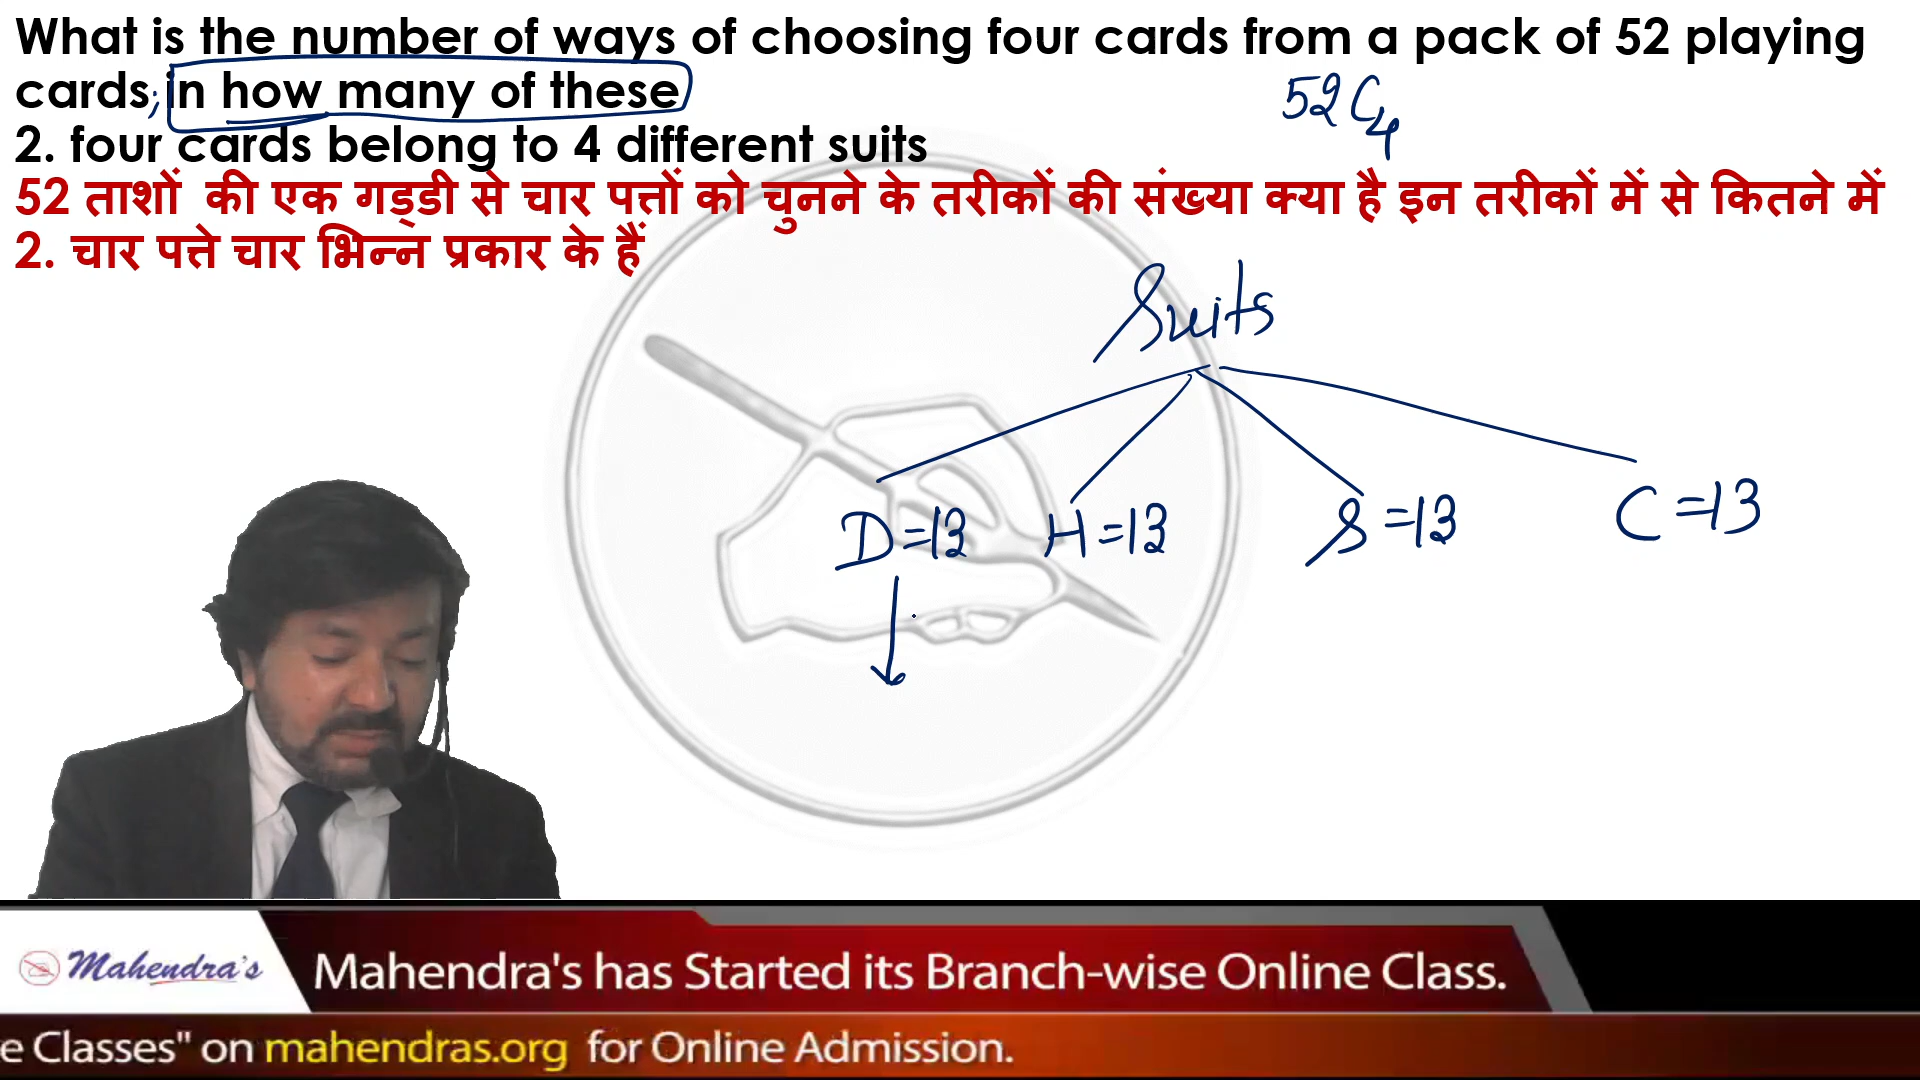 What is the number of ways of choosing four cards from a pack of 52 playing
cards; in how many of these
52C4
2. four cards belong to 4 different suits
52 ताशों की एक गड्डी से चार पत्तों को चुनने के तरीकों की संख्या क्या है इन तरीकों में से कितने में
2. चार पत्ते चार भिन्न प्रकार के हैं
Suits
D=13 H=13 S=13 C=13
Mahendra's
Mahendra's has Started its Branch-wise Online Class.
e Classes" on mahendras.org for Online Admission.